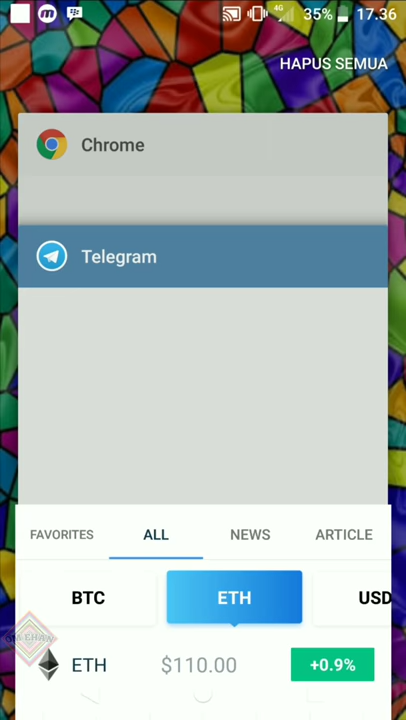 4G 35% 17.36
HAPUS SEMUA
Chrome
Telegram
FAVORITES ALL NEWS ARTICLE
BTC ETH USD
ETH $110.00 +0.9%